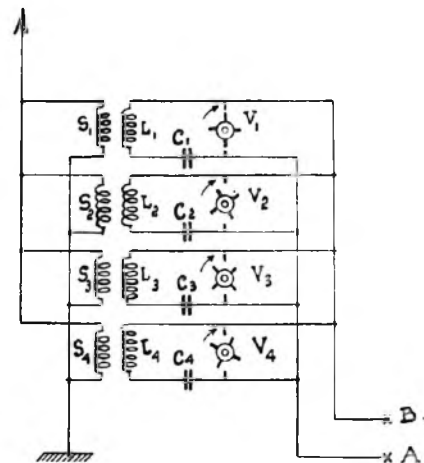 S1 L1 C1 V1
S2 L2 C2 V2
S3 L3 C3 V3
S4 L4 C4 V4
B
A